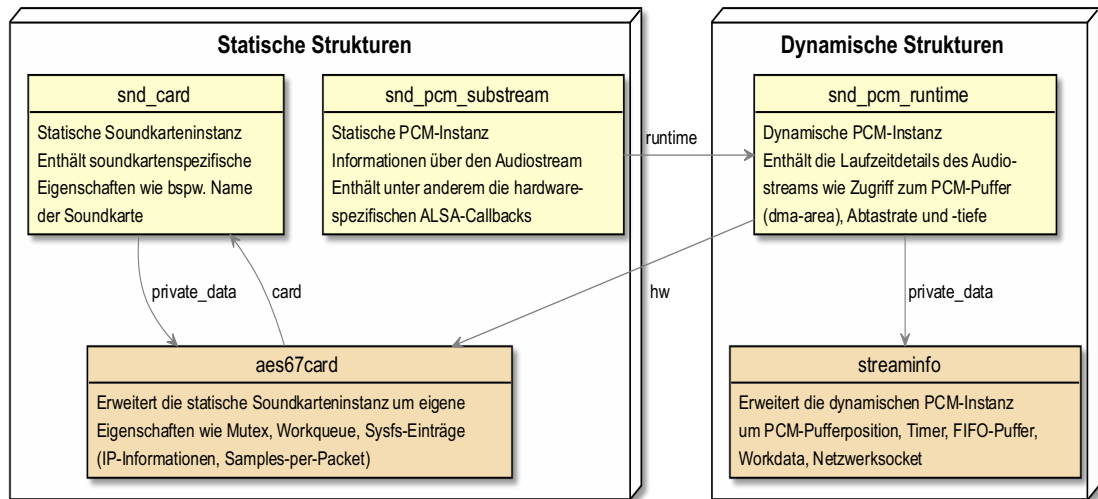 Statische Strukturen
snd_card
Statische Soundkarteninstanz
Enthält soundkartenspezifische
Eigenschaften wie bspw. Name
der Soundkarte
snd_pcm_substream
Statische PCM-Instanz
Informationen über den Audiostream
Enthält unter anderem die hardware-
spezifischen ALSA-Callbacks
runtime
private_data
card
aes67card
Erweitert die statische Soundkarteninstanz um eigene
Eigenschaften wie Mutex, Workqueue, Sysfs-Einträge
(IP-Informationen, Samples-per-Packet)
Dynamische Strukturen
snd_pcm_runtime
Dynamische PCM-Instanz
Enthält die Laufzeitdetails des Audio-
streams wie Zugriff zum PCM-Puffer
(dma-area), Abtastrate und -tiefe
hw
private_data
streaminfo
Erweitert die dynamischen PCM-Instanz
um PCM-Pufferposition, Timer, FIFO-Puffer,
Workdata, Netzwerksocket